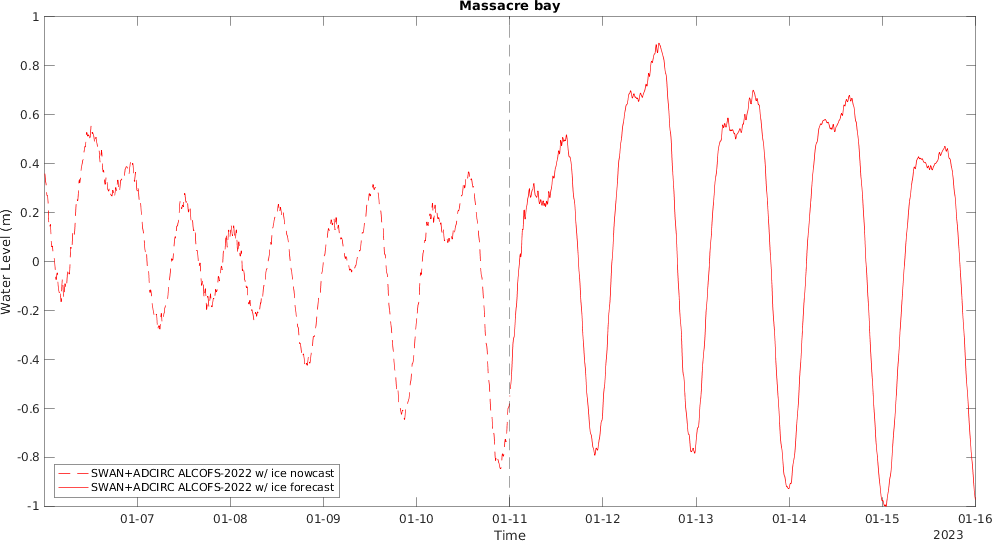 Massacre bay
1
0.8
0.6
0.4
0.2
0
-0.2
-0.4
-0.6
-0.8
-1
Water Level (m)
SWAN+ADCIRC ALCOFS-2022 w/ ice nowcast
SWAN+ADCIRC ALCOFS-2022 w/ ice forecast
01-07 01-08 01-09 01-10 01-11 01-12 01-13 01-14 01-15 01-16
Time
2023